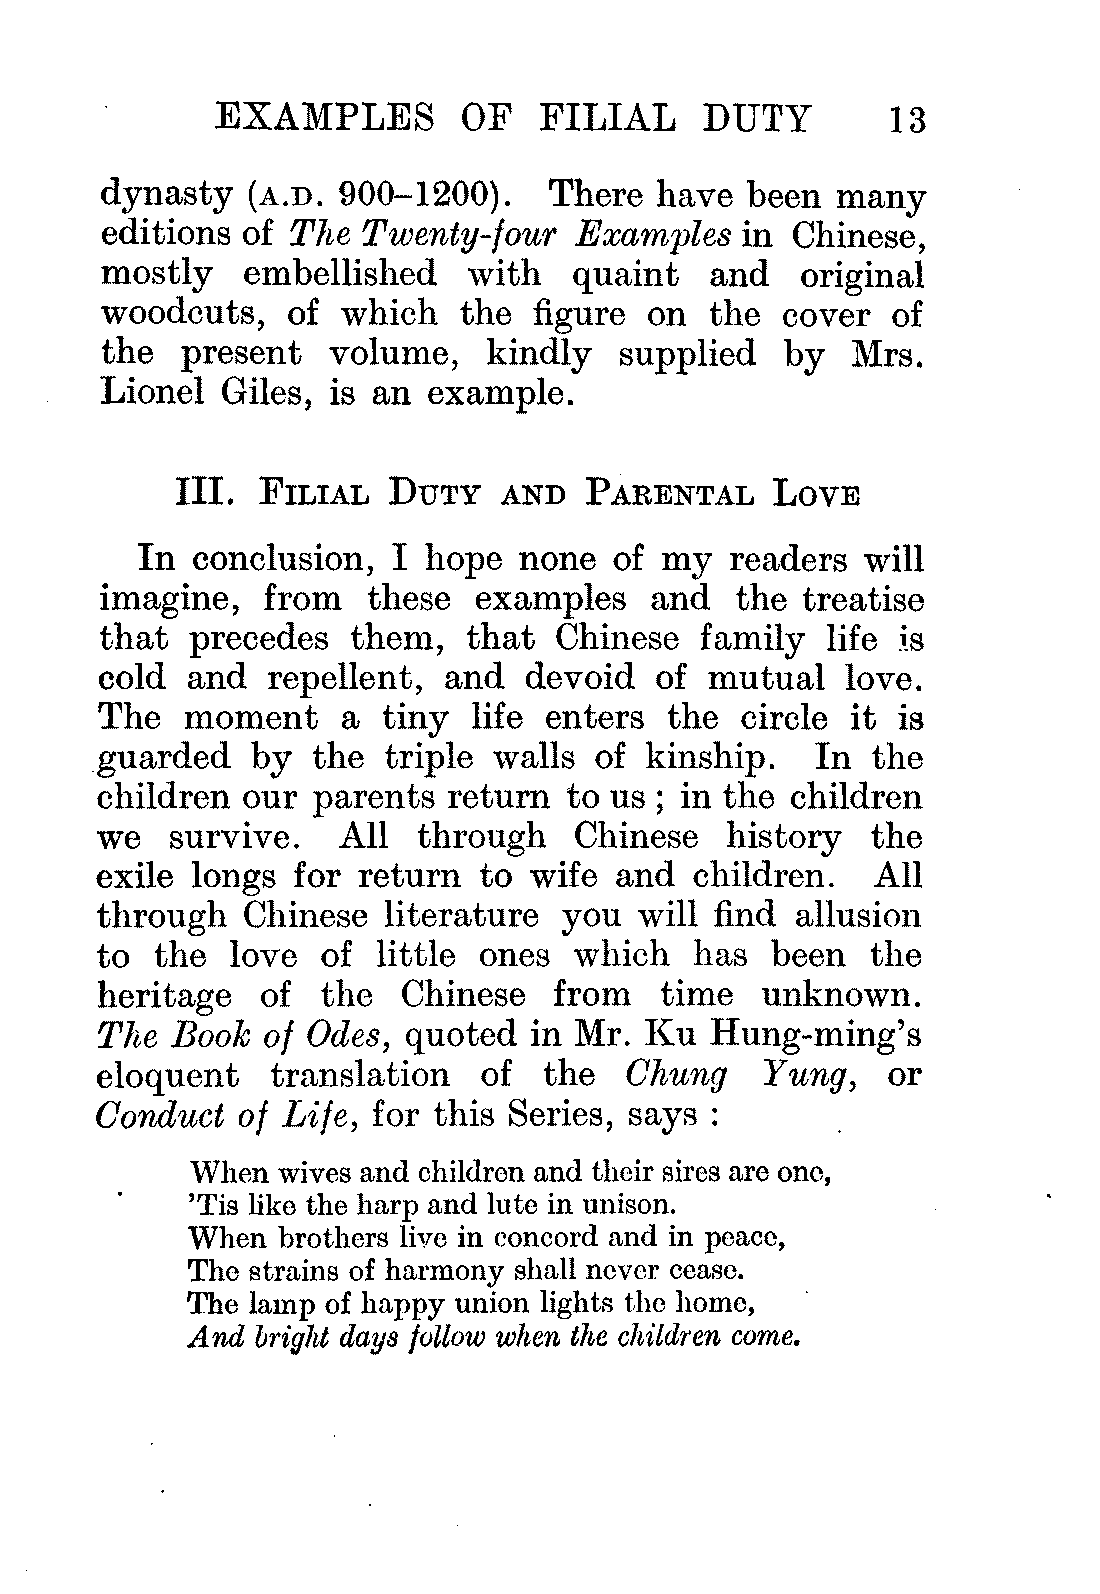 EXAMPLES OF FILIAL DUTY 13
dynasty (A.D. 900–1200). There have been many
editions of The Twenty-four Examples in Chinese,
mostly embellished with quaint and original
woodcuts, of which the figure on the cover of
the present volume, kindly supplied by Mrs.
Lionel Giles, is an example.
III. FILIAL DUTY AND PARENTAL LOVE
In conclusion, I hope none of my readers will
imagine, from these examples and the treatise
that precedes them, that Chinese family life is
cold and repellent, and devoid of mutual love.
The moment a tiny life enters the circle it is
guarded by the triple walls of kinship. In the
children our parents return to us ; in the children
we survive. All through Chinese history the
exile longs for return to wife and children. All
through Chinese literature you will find allusion
to the love of little ones which has been the
heritage of the Chinese from time unknown.
The Book of Odes, quoted in Mr. Ku Hung-ming's
eloquent translation of the Chung Yung, or
Conduct of Life, for this Series, says :
When wives and children and their sires are one,
'Tis like the harp and lute in unison.
When brothers live in concord and in peace,
The strains of harmony shall never cease.
The lamp of happy union lights the home,
And bright days follow when the children come.